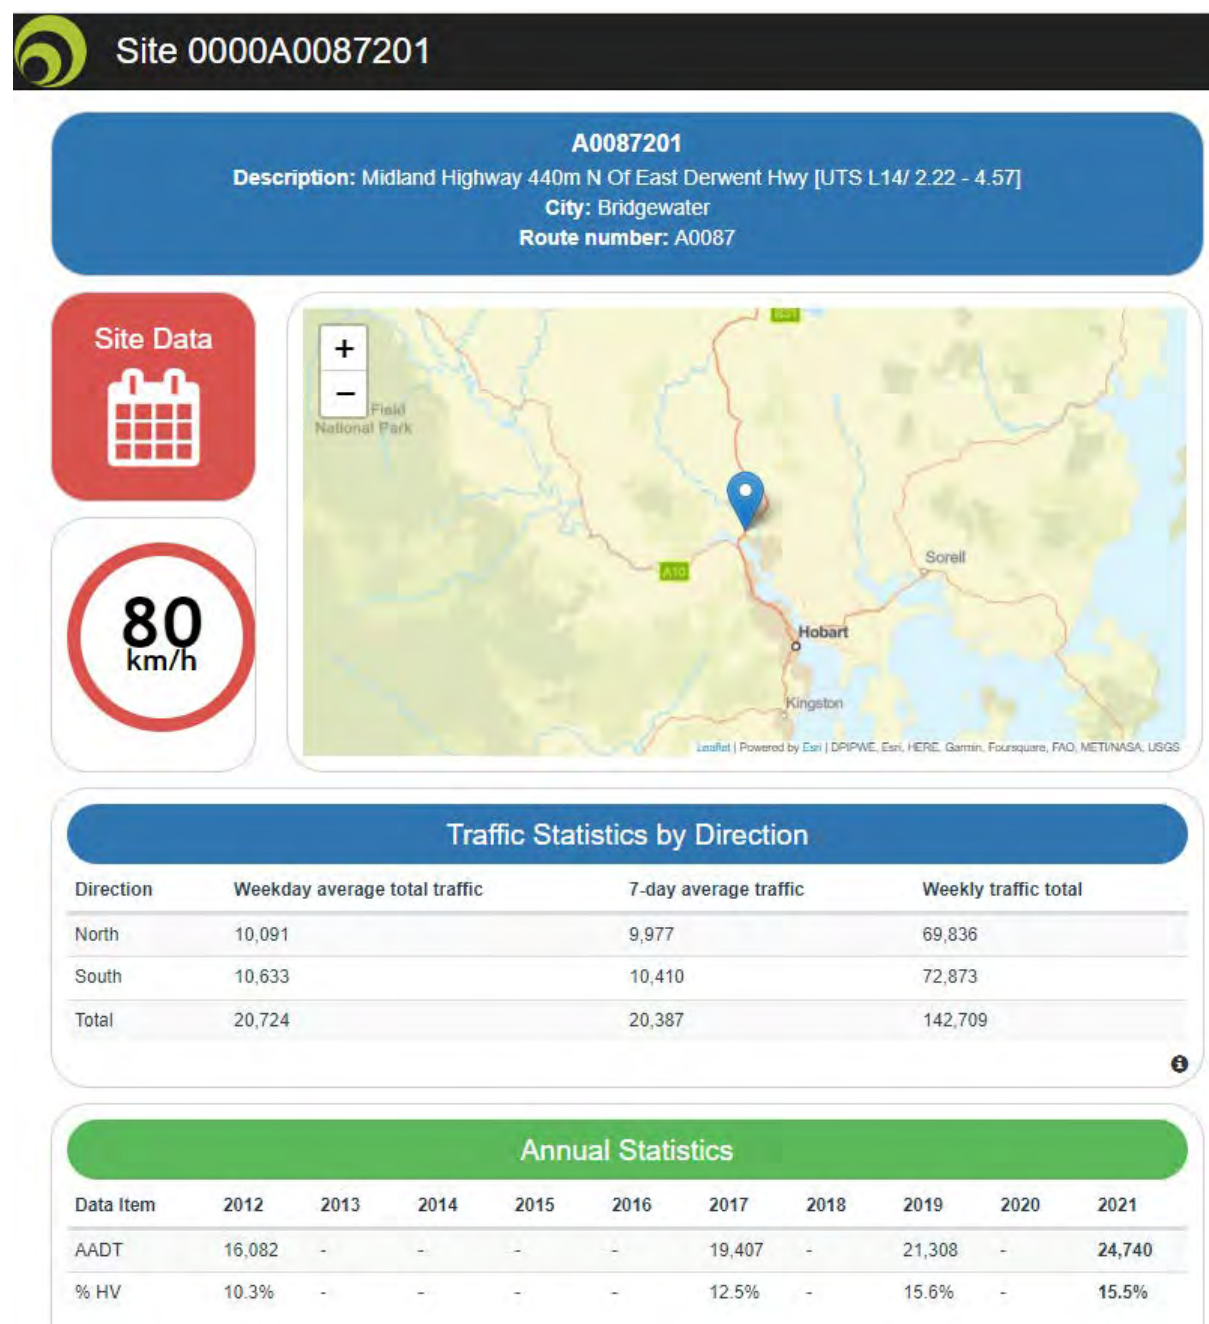 Site 0000A0087201
A0087201
Description: Midland Highway 440m N Of East Derwent Hwy [UTS L14/ 2.22 - 4.57]
City: Bridgewater
Route number: A0087
Site Data
80
km/h
+
−
Field
National Park
B31
A10
Sorell
Hobart
Kingston
Leaflet | Powered by Esri | DPIPWE, Esri, HERE, Garmin, Foursquare, FAO, METI/NASA, USGS
Traffic Statistics by Direction
Direction Weekday average total traffic 7-day average traffic Weekly traffic total
North 10,091 9,977 69,836
South 10,633 10,410 72,873
Total 20,724 20,387 142,709
Annual Statistics
Data Item 2012 2013 2014 2015 2016 2017 2018 2019 2020 2021
AADT 16,082 - - - - 19,407 - 21,308 - 24,740
% HV 10.3% - - - - 12.5% - 15.6% - 15.5%